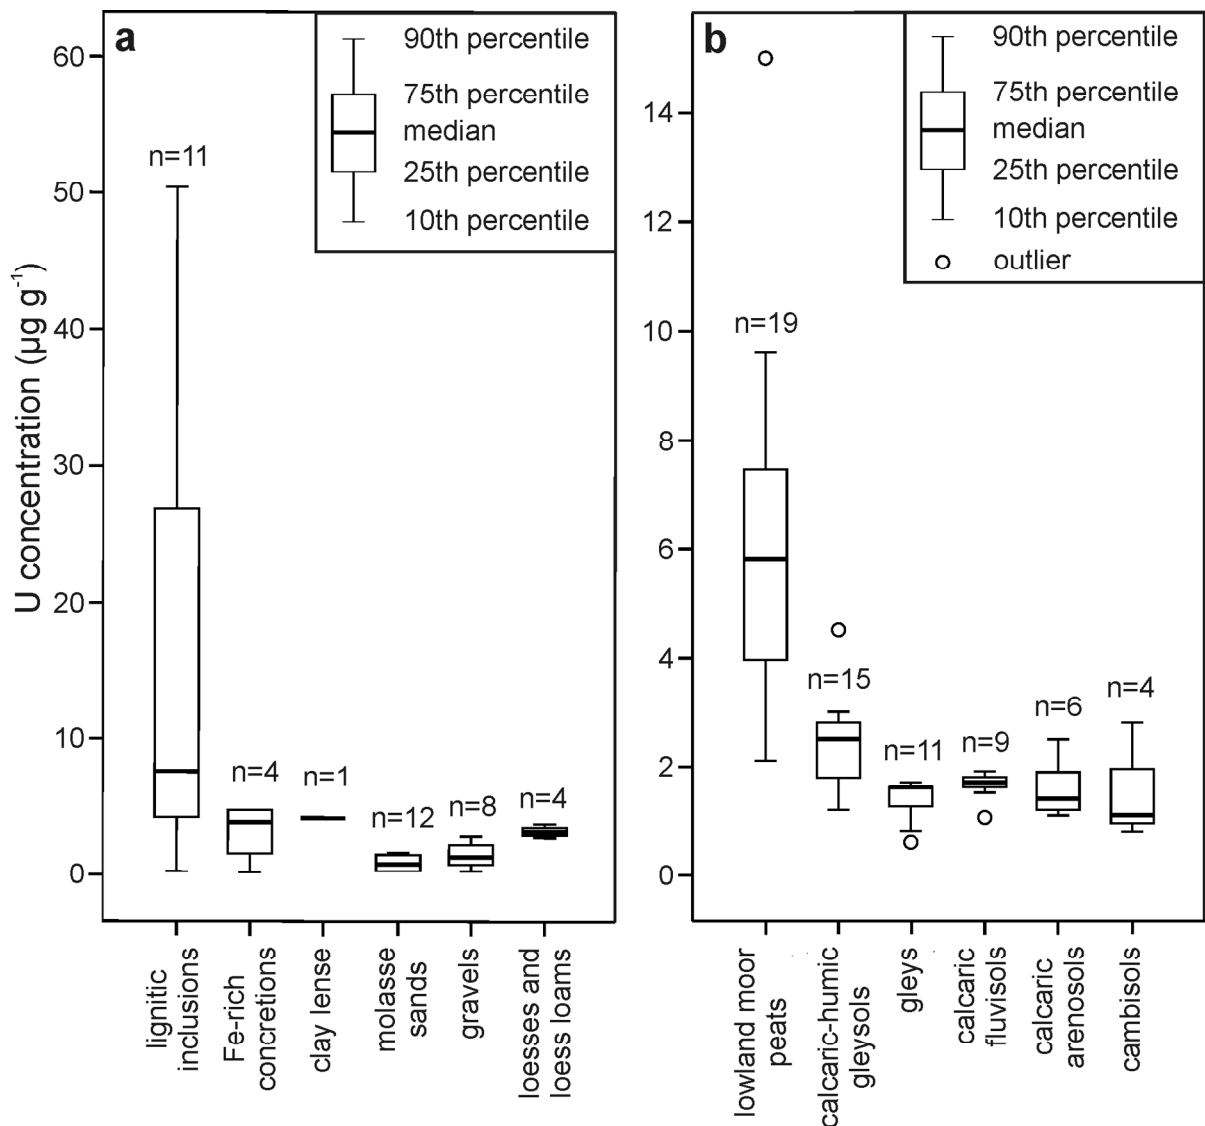 a
90th percentile
75th percentile
median
25th percentile
10th percentile
U concentration (µg g⁻¹)
60
50
40
30
20
10
0
n=11
n=4
n=1
n=12
n=8
n=4
lignitic
inclusions
Fe-rich
concretions
clay lense
molasse
sands
gravels
loesses and
loess loams
b
90th percentile
75th percentile
median
25th percentile
10th percentile
outlier
14
12
10
8
6
4
2
0
n=19
n=15
n=11
n=9
n=6
n=4
lowland moor
peats
calcaric-humic
gleysols
gleys
calcaric
fluvisols
calcaric
arenosols
cambisols